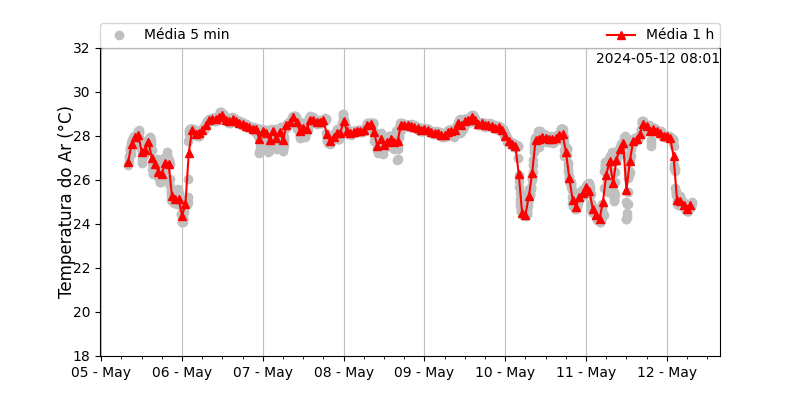 Média 5 min
Média 1 h
2024-05-12 08:01
Temperatura do Ar (°C)
32
30
28
26
24
22
20
18
05 - May
06 - May
07 - May
08 - May
09 - May
10 - May
11 - May
12 - May